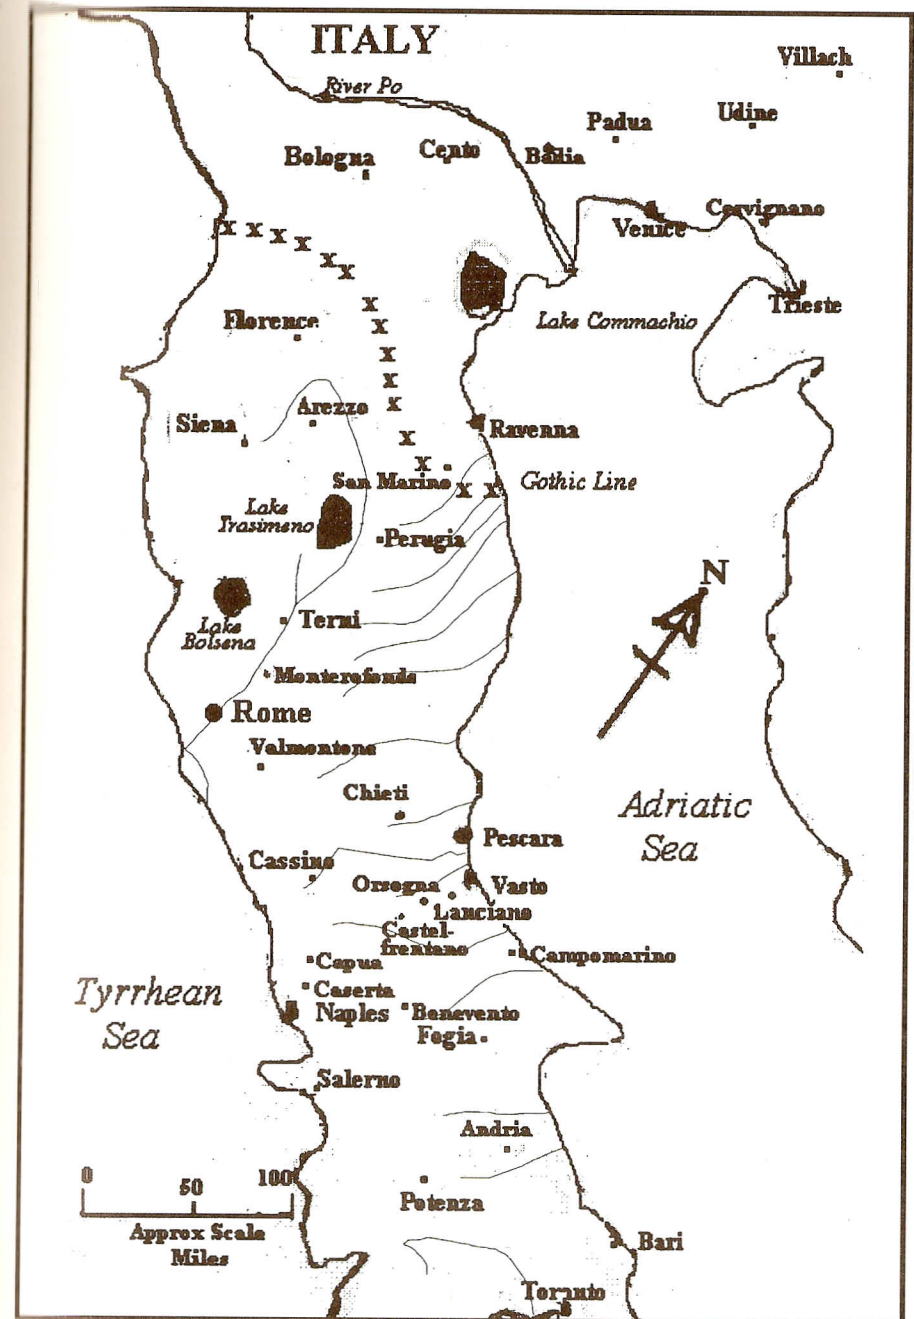 ITALY
Villach
River Po
Udine
Padua
Cento
Bologna
Badia
Cervignano
Venice
Trieste
Florence
Lake Commachio
x x x x x x x x x x x x x x x
Arezzo
Siena
Ravenna
San Marino
Gothic Line
Lake
Trasimeno
Perugia
N
Lake
Bolsena
Terni
Monterofondo
Rome
Valmontone
Chieti
Adriatic
Sea
Pescara
Cassino
Orsogna
Vasto
Lanciano
Castel-
frentano
Campomarino
Capua
Tyrrhean
Sea
Caserta
Naples
Benevento
Fogia
Salerno
Andria
0 50 100
Potenza
Approx Scale
Miles
Bari
Toranto